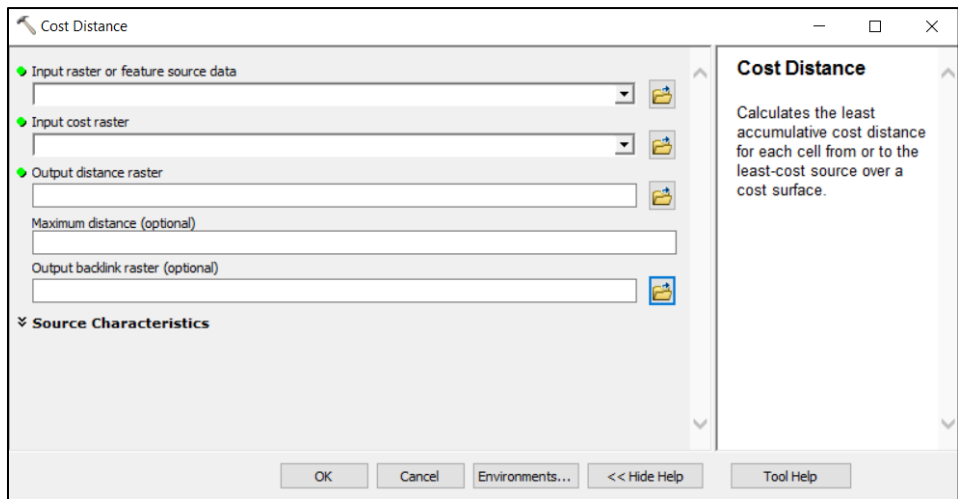 Cost Distance
Input raster or feature source data
Input cost raster
Output distance raster
Maximum distance (optional)
Output backlink raster (optional)
Source Characteristics
Cost Distance
Calculates the least
accumulative cost distance
for each cell from or to the
least-cost source over a
cost surface.
OK
Cancel
Environments...
<< Hide Help
Tool Help